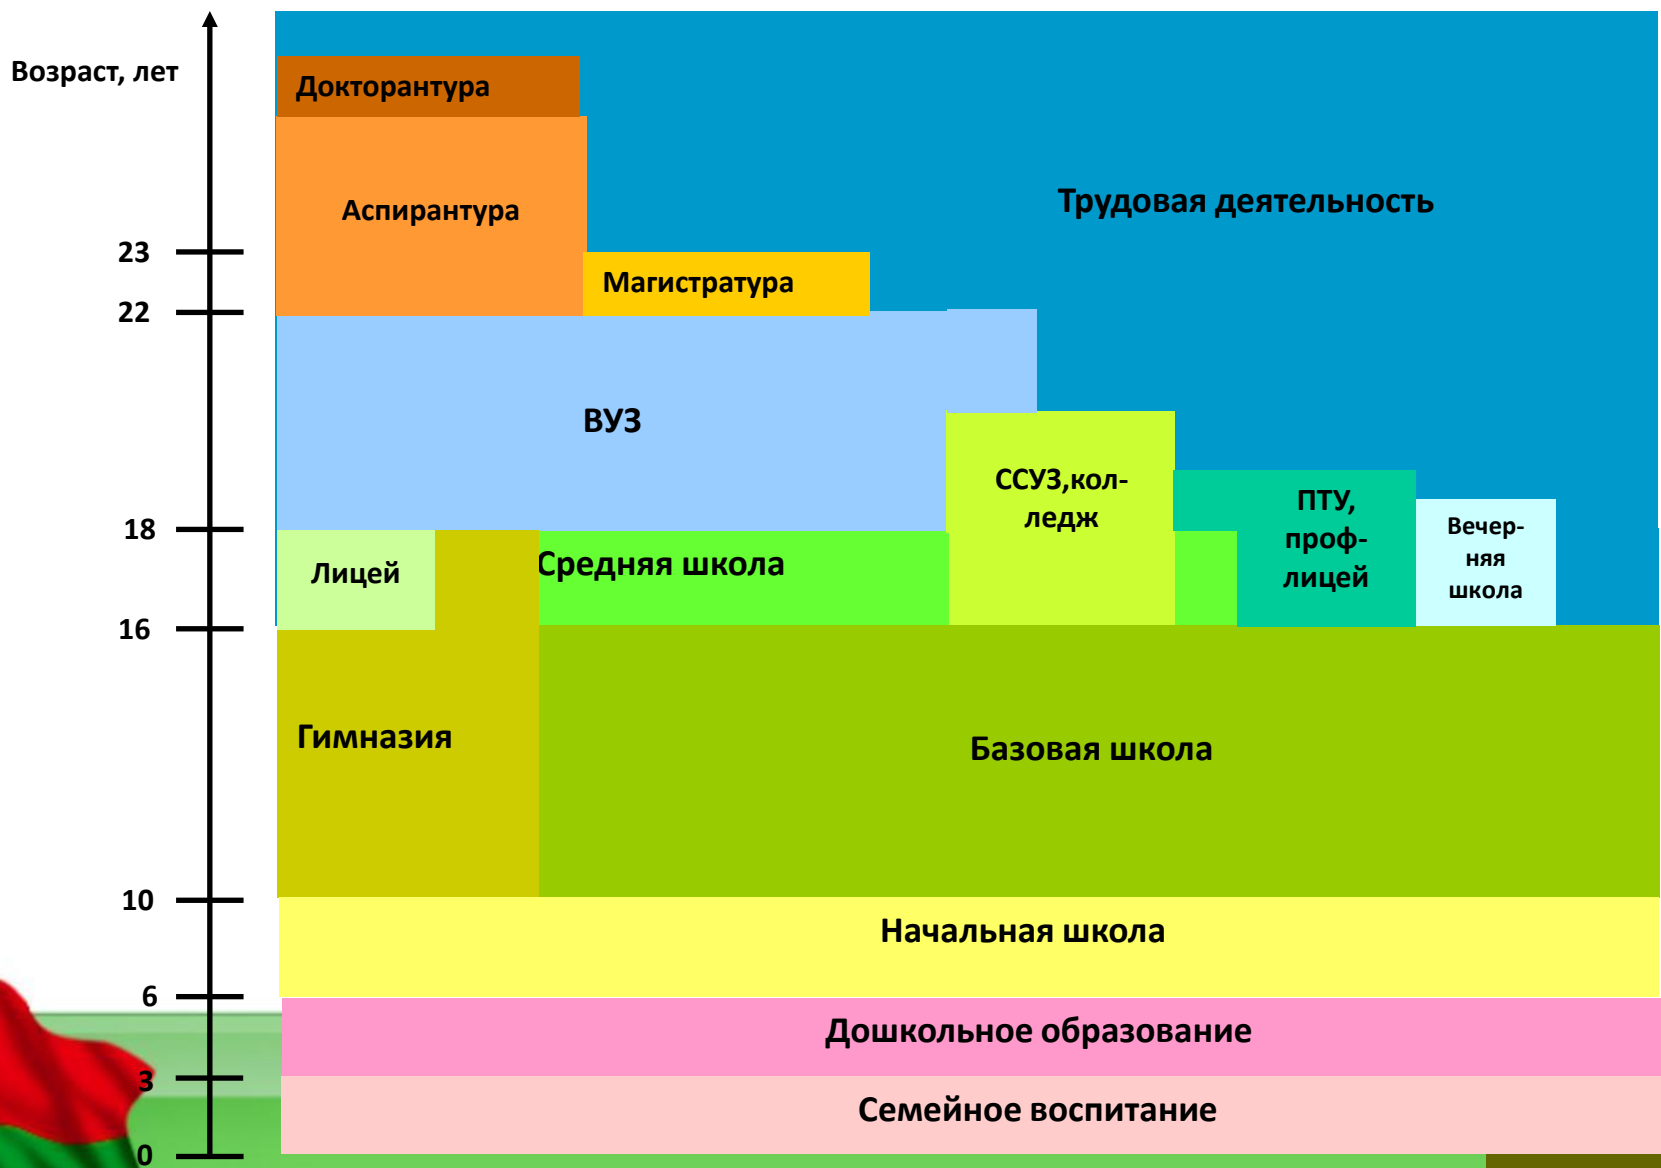 Возраст, лет
Докторантура
Аспирантура
Трудовая деятельность
23
Магистратура
22
ВУЗ
ССУЗ,кол-
ледж
ПТУ,
проф-
лицей
Вечер-
няя
школа
18
Лицей
Средняя школа
16
Гимназия
Базовая школа
10
Начальная школа
6
Дошкольное образование
3
Семейное воспитание
0